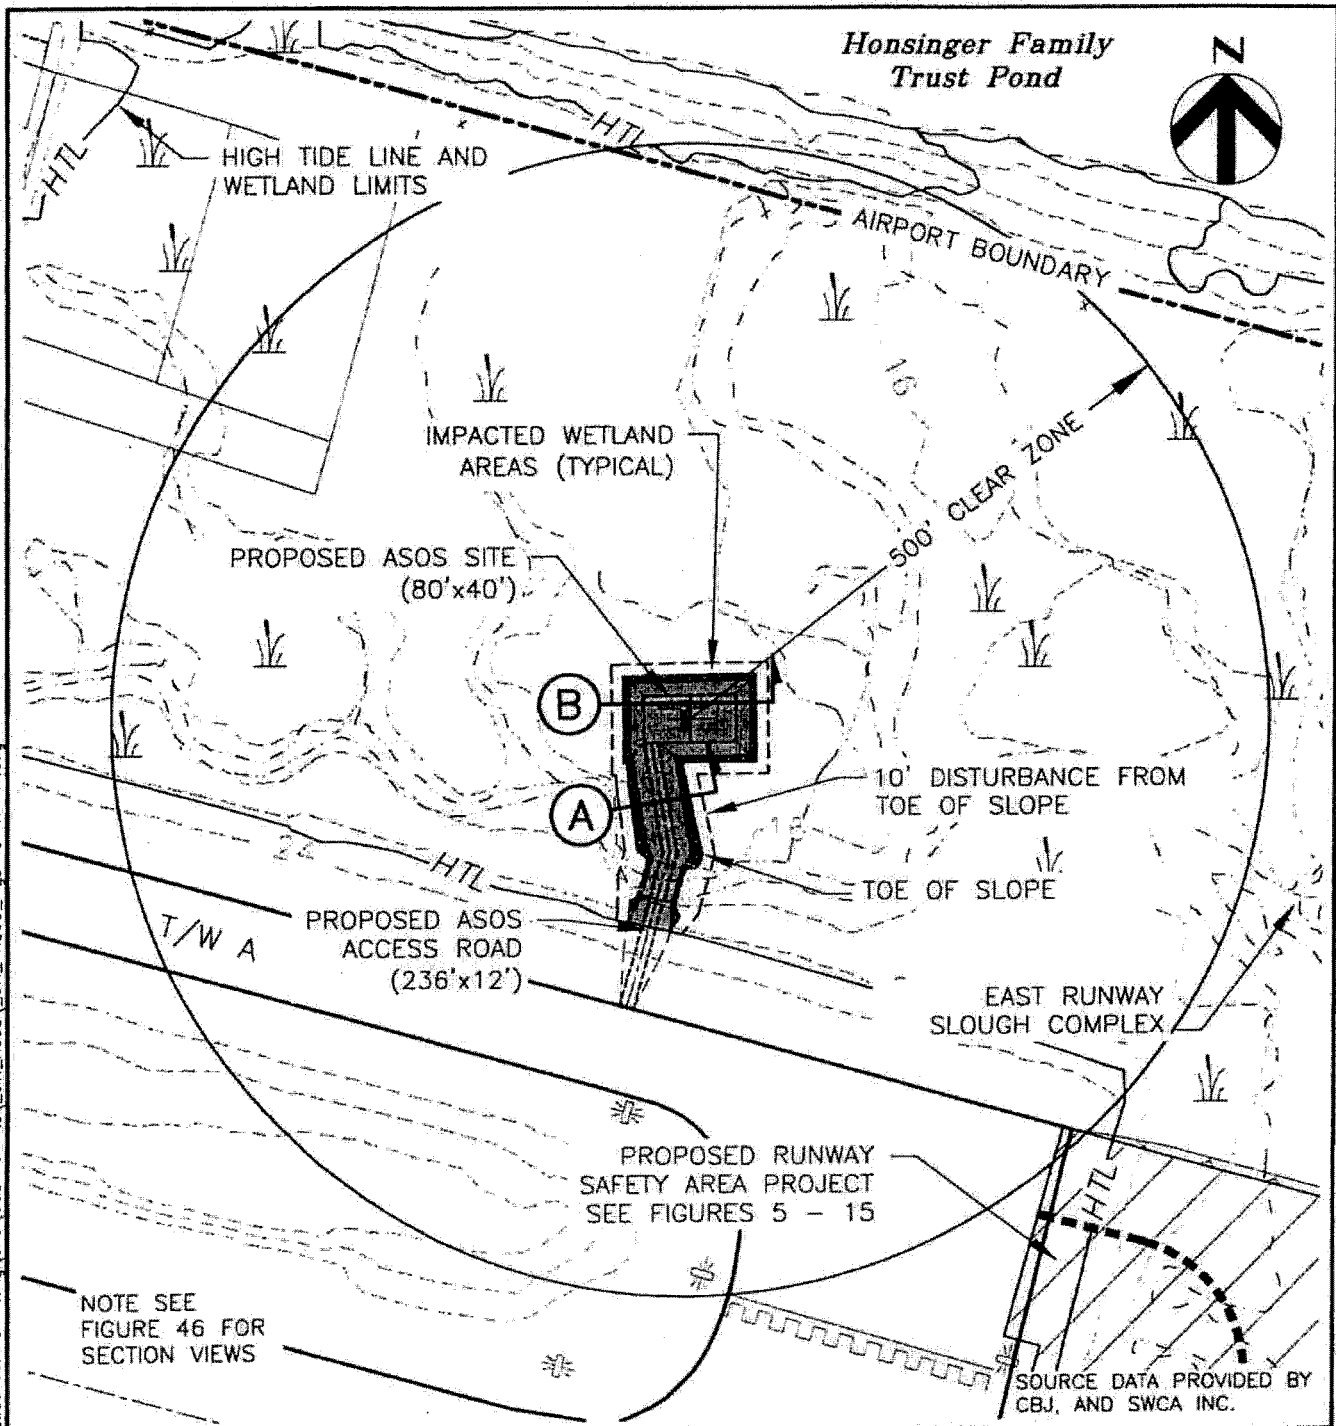 Honsinger Family
Trust Pond
N
HTL
HTL
HIGH TIDE LINE AND
WETLAND LIMITS
AIRPORT BOUNDARY
16
IMPACTED WETLAND
AREAS (TYPICAL)
500' CLEAR ZONE
PROPOSED ASOS SITE
(80'x40')
B
A
10' DISTURBANCE FROM
TOE OF SLOPE
24
18
HTL
TOE OF SLOPE
T/W A
PROPOSED ASOS
ACCESS ROAD
(236'x12')
EAST RUNWAY
SLOUGH COMPLEX
PROPOSED RUNWAY
SAFETY AREA PROJECT
SEE FIGURES 5 – 15
HTL
NOTE SEE
FIGURE 46 FOR
SECTION VIEWS
SOURCE DATA PROVIDED BY
CBJ, AND SWCA INC.